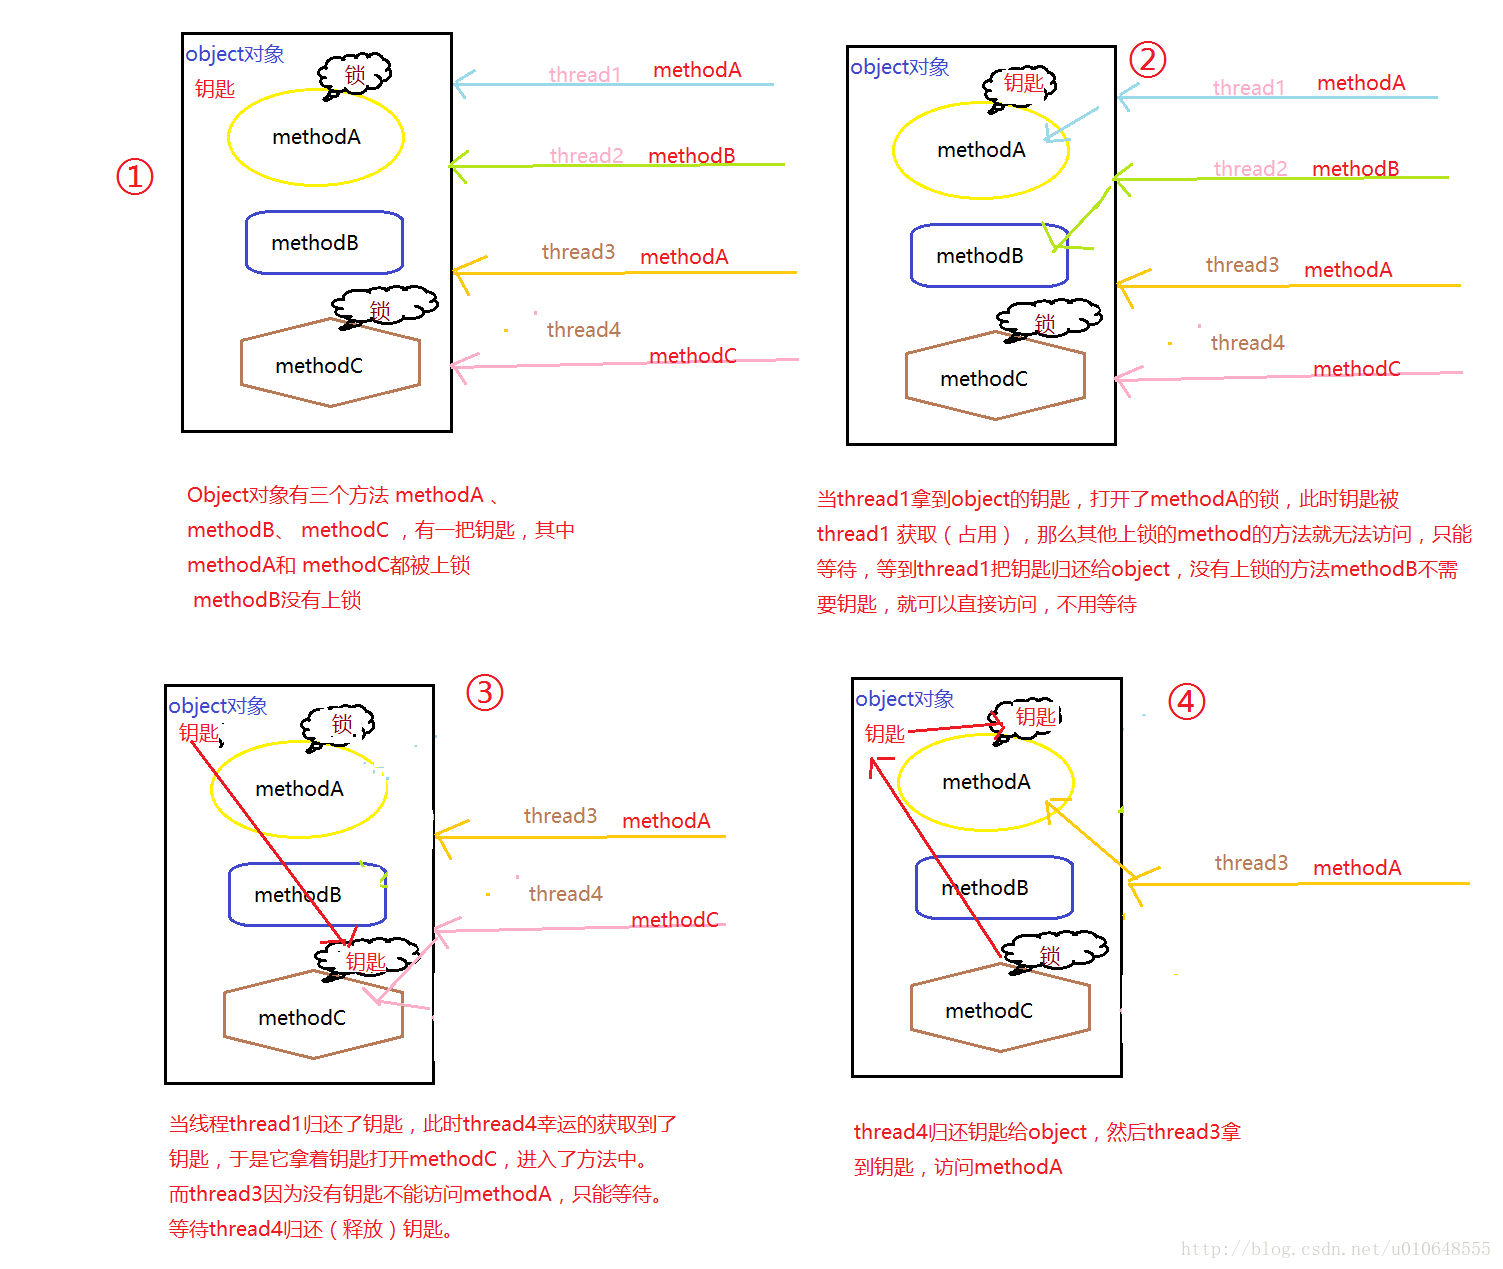 object对象
钥匙
锁
methodA
methodB
锁
methodC
thread1 methodA
thread2 methodB
thread3 methodA
thread4
methodC
①
Object对象有三个方法 methodA 、
methodB、 methodC ，有一把钥匙，其中
methodA和 methodC都被上锁
methodB没有上锁
②
object对象
钥匙
methodA
methodB
锁
methodC
thread1 methodA
thread2 methodB
thread3 methodA
thread4
methodC
当thread1拿到object的钥匙，打开了methodA的锁，此时钥匙被
thread1 获取（占用），那么其他上锁的method的方法就无法访问，只能
等待，等到thread1把钥匙归还给object，没有上锁的方法methodB不需
要钥匙，就可以直接访问，不用等待
③
object对象
钥匙
锁
methodA
methodB
钥匙
methodC
thread3 methodA
thread4
methodC
当线程thread1归还了钥匙，此时thread4幸运的获取到了
钥匙，于是它拿着钥匙打开methodC，进入了方法中。
而thread3因为没有钥匙不能访问methodA，只能等待。
等待thread4归还（释放）钥匙。
④
object对象
钥匙
钥匙
methodA
methodB
锁
methodC
thread3 methodA
thread4归还钥匙给object，然后thread3拿
到钥匙，访问methodA
http://blog.csdn.net/u010648555